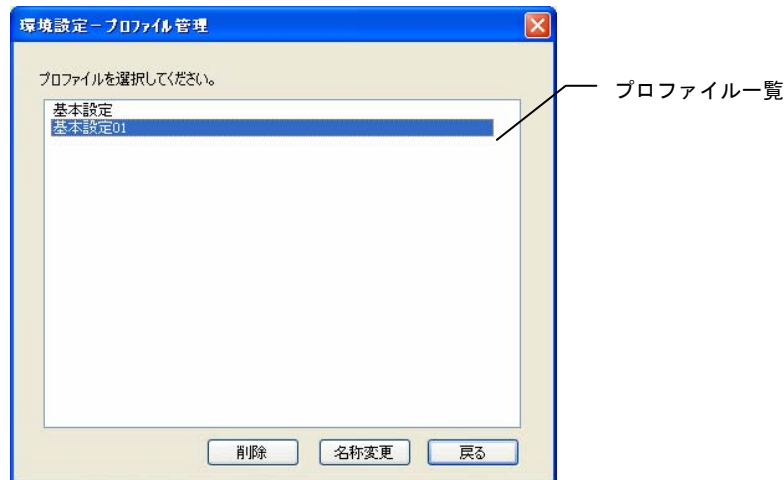 環境設定－プロファイル管理
プロファイルを選択してください。
プロファイル一覧
基本設定
基本設定01
削除
名称変更
戻る